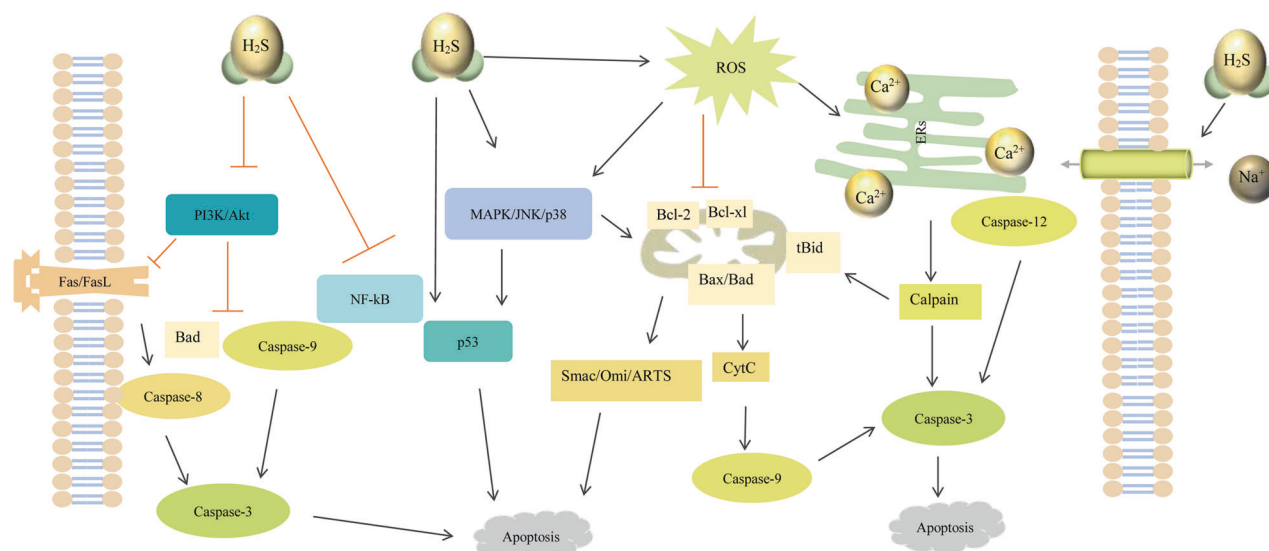 H₂S
H₂S
ROS
Ca²⁺
ERs
Ca²⁺
Ca²⁺
H₂S
Na⁺
PI3K/Akt
MAPK/JNK/p38
Bcl-2
Bcl-xl
tBid
Caspase-12
Fas/FasL
NF-kB
Bax/Bad
Calpain
Bad
Caspase-9
p53
Smac/Omi/ARTS
CytC
Caspase-8
Caspase-3
Caspase-9
Caspase-3
Apoptosis
Apoptosis